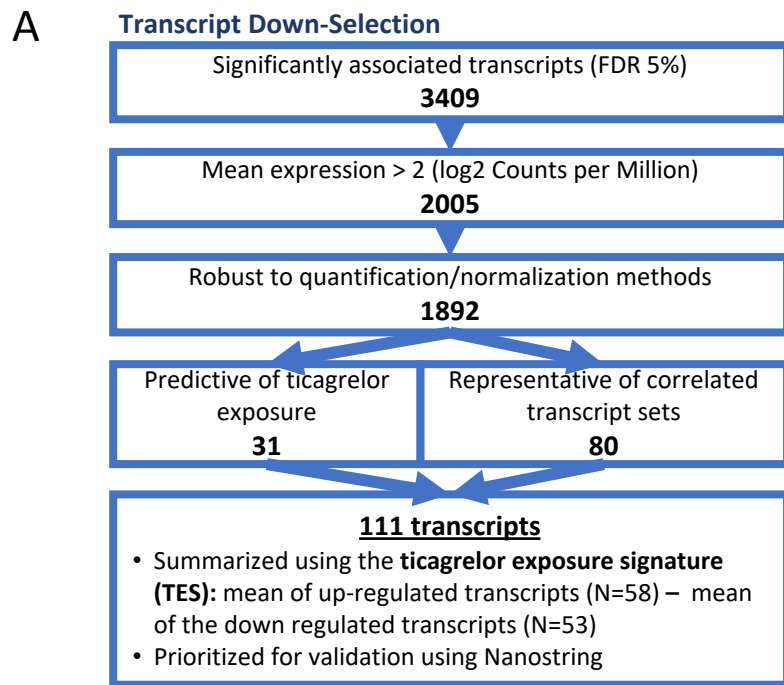 A
Transcript Down-Selection
Significantly associated transcripts (FDR 5%)
3409
Mean expression > 2 (log2 Counts per Million)
2005
Robust to quantification/normalization methods
1892
Predictive of ticagrelor
exposure
31
Representative of correlated
transcript sets
80
111 transcripts
• Summarized using the ticagrelor exposure signature
(TES): mean of up-regulated transcripts (N=58) – mean
of the down regulated transcripts (N=53)
• Prioritized for validation using Nanostring